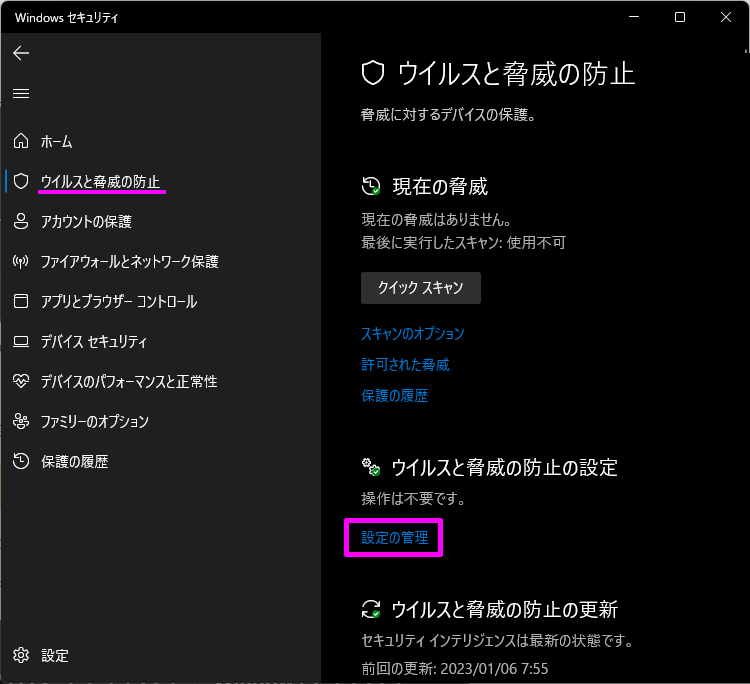 Windows セキュリティ
ホーム
ウイルスと脅威の防止
アカウントの保護
ファイアウォールとネットワーク保護
アプリとブラウザー コントロール
デバイス セキュリティ
デバイスのパフォーマンスと正常性
ファミリーのオプション
保護の履歴
設定
ウイルスと脅威の防止
脅威に対するデバイスの保護。
現在の脅威
現在の脅威はありません。
最後に実行したスキャン: 使用不可
クイック スキャン
スキャンのオプション
許可された脅威
保護の履歴
ウイルスと脅威の防止の設定
操作は不要です。
設定の管理
ウイルスと脅威の防止の更新
セキュリティ インテリジェンスは最新の状態です。
前回の更新: 2023/01/06 7:55